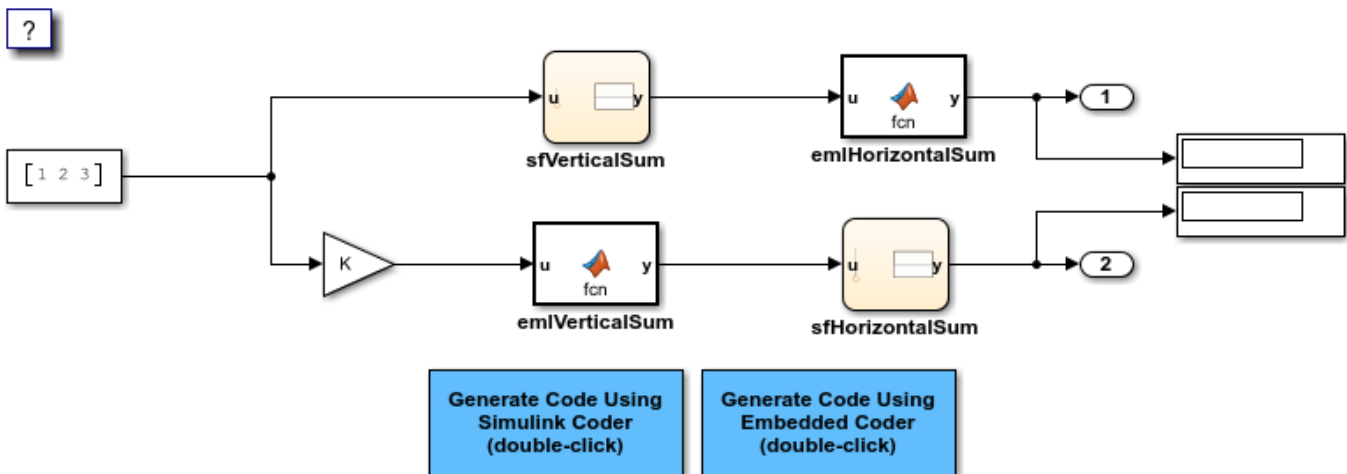 ?
u y
sfVerticalSum
u y
fcn
emlHorizontalSum
1
[1 2 3]
K
u y
fcn
emlVerticalSum
u y
sfHorizontalSum
2
Generate Code Using
Simulink Coder
(double-click)
Generate Code Using
Embedded Coder
(double-click)